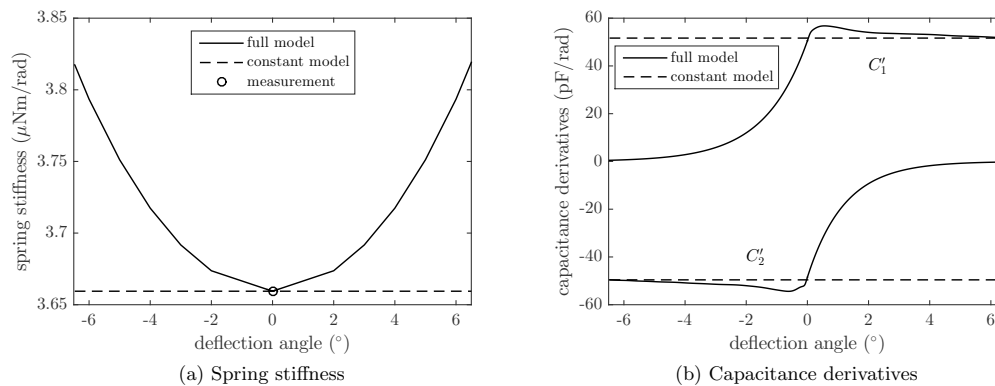 3.85
3.8
3.75
3.7
3.65
spring stiffness (μNm/rad)
full model
constant model
measurement
-6 -4 -2 0 2 4 6
deflection angle (°)
(a) Spring stiffness
60
40
20
0
-20
-40
-60
capacitance derivatives (pF/rad)
full model
constant model
C′₁
C′₂
-6 -4 -2 0 2 4 6
deflection angle (°)
(b) Capacitance derivatives